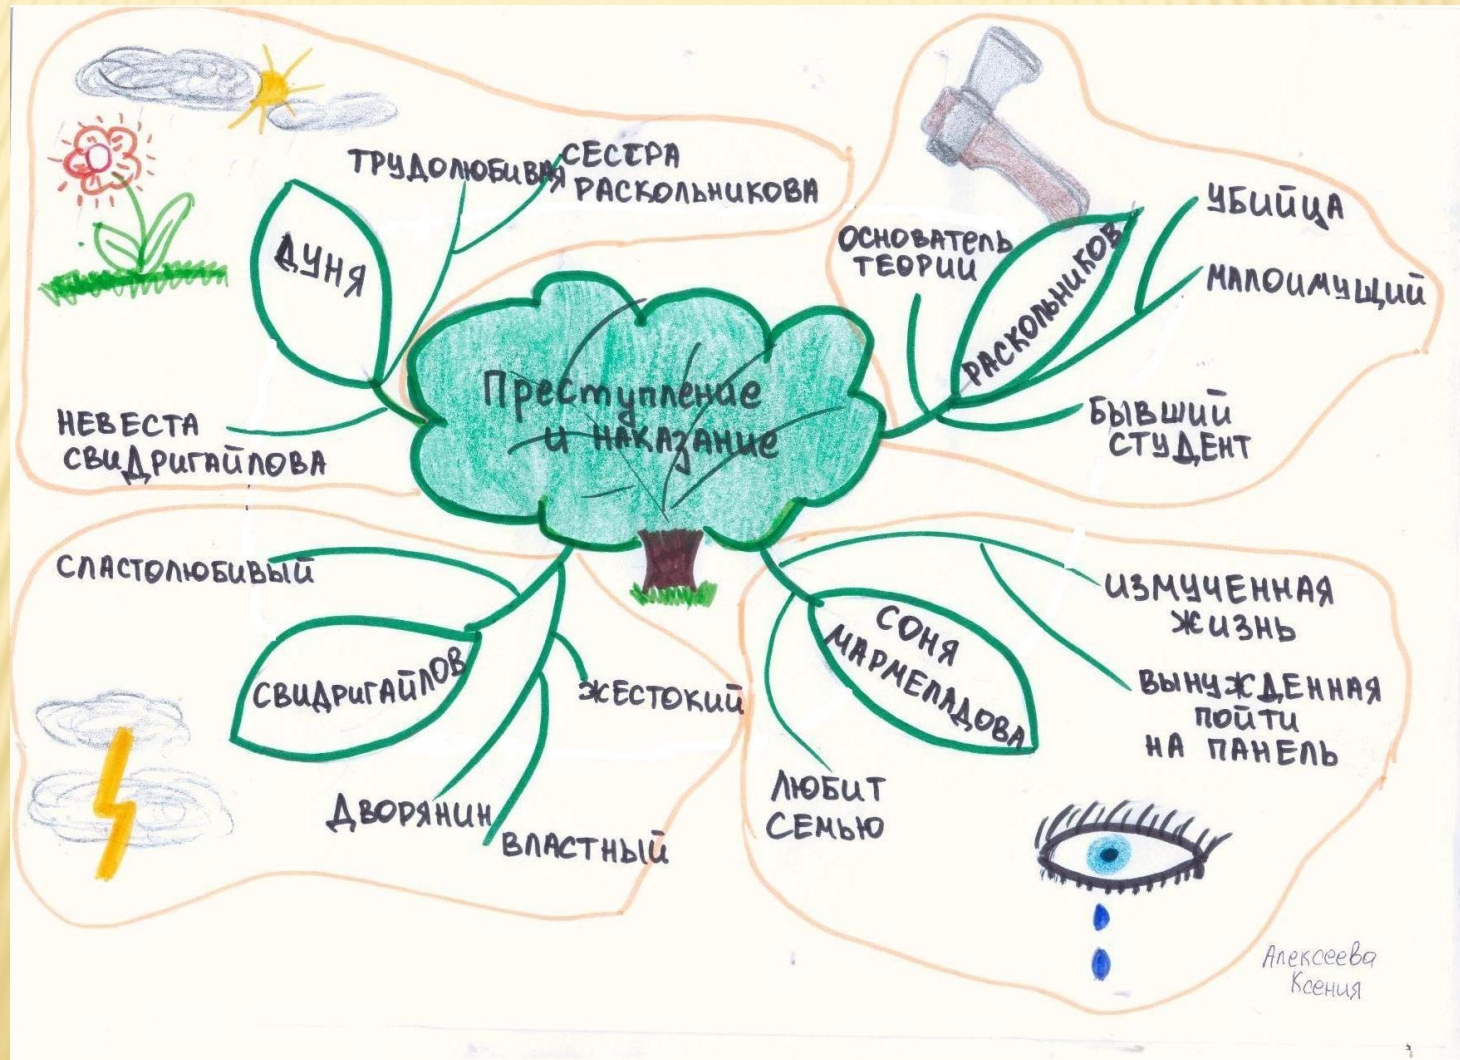 Преступление
и наказание
ДУНЯ
ТРУДОЛЮБИВАЯ
СЕСТРА
РАСКОЛЬНИКОВА
НЕВЕСТА
СВИДРИГАЙЛОВА
РАСКОЛЬНИКОВ
ОСНОВАТЕЛЬ
ТЕОРИИ
УБИЙЦА
МАЛОИМУЩИЙ
БЫВШИЙ
СТУДЕНТ
СВИДРИГАЙЛОВ
СЛАСТОЛЮБИВЫЙ
ЖЕСТОКИЙ
ДВОРЯНИН
ВЛАСТНЫЙ
СОНЯ
МАРМЕЛАДОВА
ИЗМУЧЕННАЯ
ЖИЗНЬ
ВЫНУЖДЕННАЯ
ПОЙТИ
НА ПАНЕЛЬ
ЛЮБИТ
СЕМЬЮ
Алексеева
Ксения